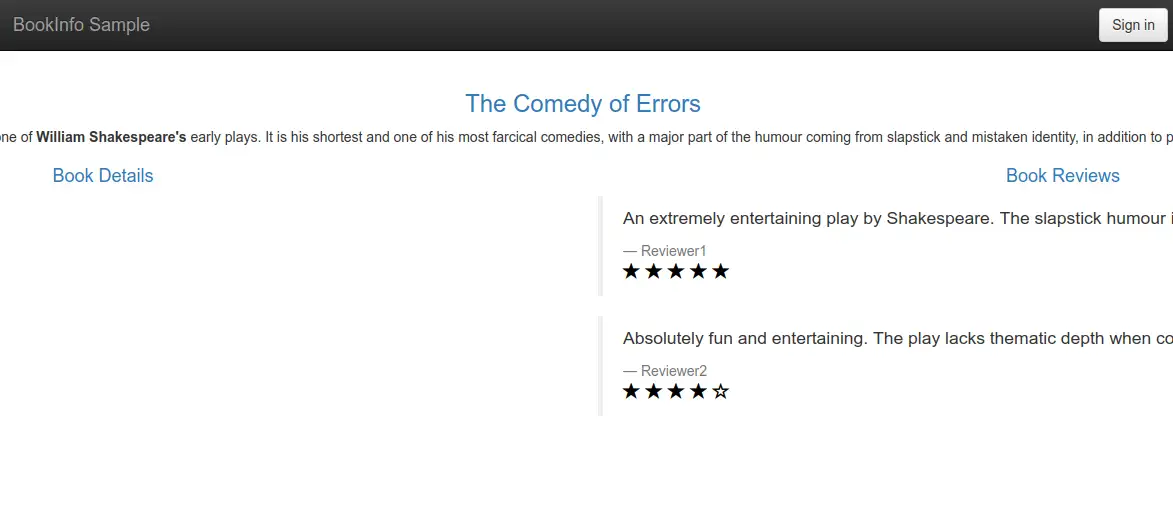 BookInfo Sample
Sign in
The Comedy of Errors
one of William Shakespeare's early plays. It is his shortest and one of his most farcical comedies, with a major part of the humour coming from slapstick and mistaken identity, in addition to p
Book Details
Book Reviews
An extremely entertaining play by Shakespeare. The slapstick humour i
— Reviewer1
★★★★★
Absolutely fun and entertaining. The play lacks thematic depth when co
— Reviewer2
★★★★☆